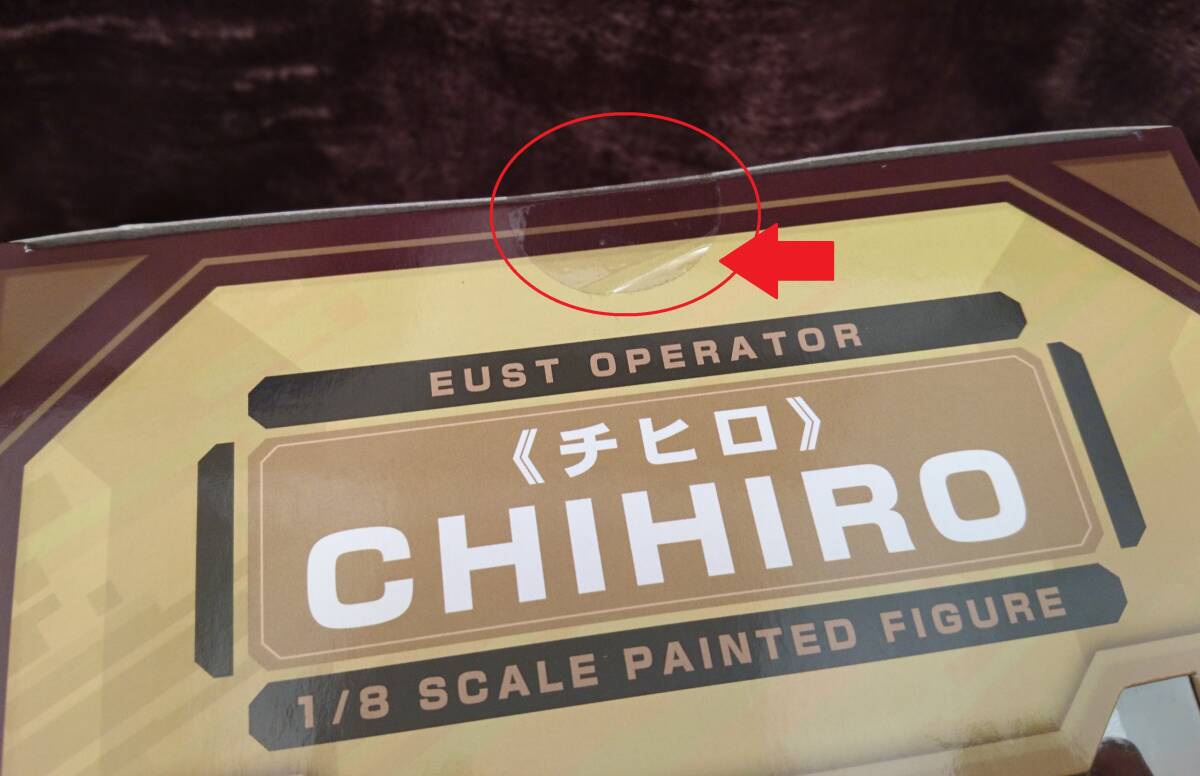 EUST OPERATOR
《チヒロ》
CHIHIRO
1/8 SCALE PAINTED FIGURE